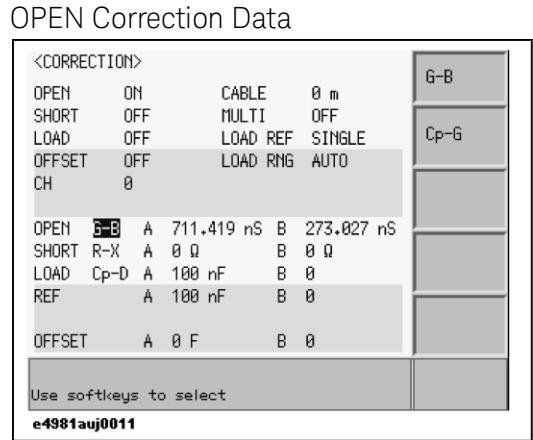 OPEN Correction Data
<CORRECTION>
OPEN ON CABLE 0 m
SHORT OFF MULTI OFF
LOAD OFF LOAD REF SINGLE
OFFSET OFF LOAD RNG AUTO
CH 0
OPEN G-B A 711.419 nS B 273.027 nS
SHORT R-X A 0 Ω B 0 Ω
LOAD Cp-D A 100 nF B 0
REF A 100 nF B 0
OFFSET A 0 F B 0
G-B
Cp-G
Use softkeys to select
e4981auj0011